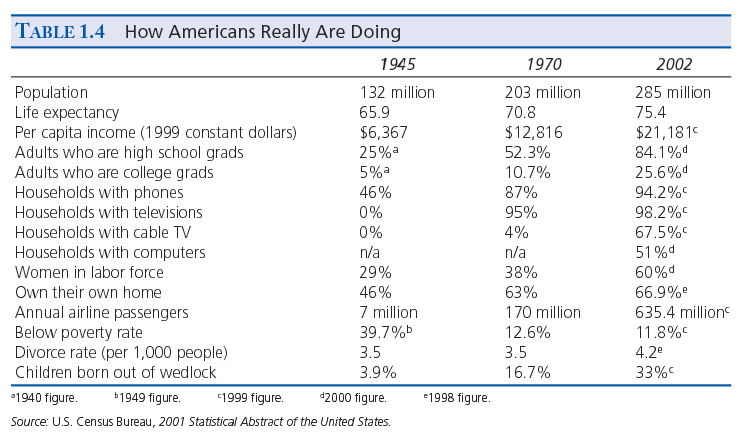 TABLE 1.4 How Americans Really Are Doing
1945 1970 2002
Population 132 million 203 million 285 million
Life expectancy 65.9 70.8 75.4
Per capita income (1999 constant dollars) $6,367 $12,816 $21,181ᶜ
Adults who are high school grads 25%ᵃ 52.3% 84.1%ᵈ
Adults who are college grads 5%ᵃ 10.7% 25.6%ᵈ
Households with phones 46% 87% 94.2%ᶜ
Households with televisions 0% 95% 98.2%ᶜ
Households with cable TV 0% 4% 67.5%ᶜ
Households with computers n/a n/a 51%ᵈ
Women in labor force 29% 38% 60%ᵈ
Own their own home 46% 63% 66.9%ᵉ
Annual airline passengers 7 million 170 million 635.4 millionᶜ
Below poverty rate 39.7%ᵇ 12.6% 11.8%ᶜ
Divorce rate (per 1,000 people) 3.5 3.5 4.2ᵉ
Children born out of wedlock 3.9% 16.7% 33%ᶜ
ᵃ1940 figure. ᵇ1949 figure. ᶜ1999 figure. ᵈ2000 figure. ᵉ1998 figure.
Source: U.S. Census Bureau, 2001 Statistical Abstract of the United States.